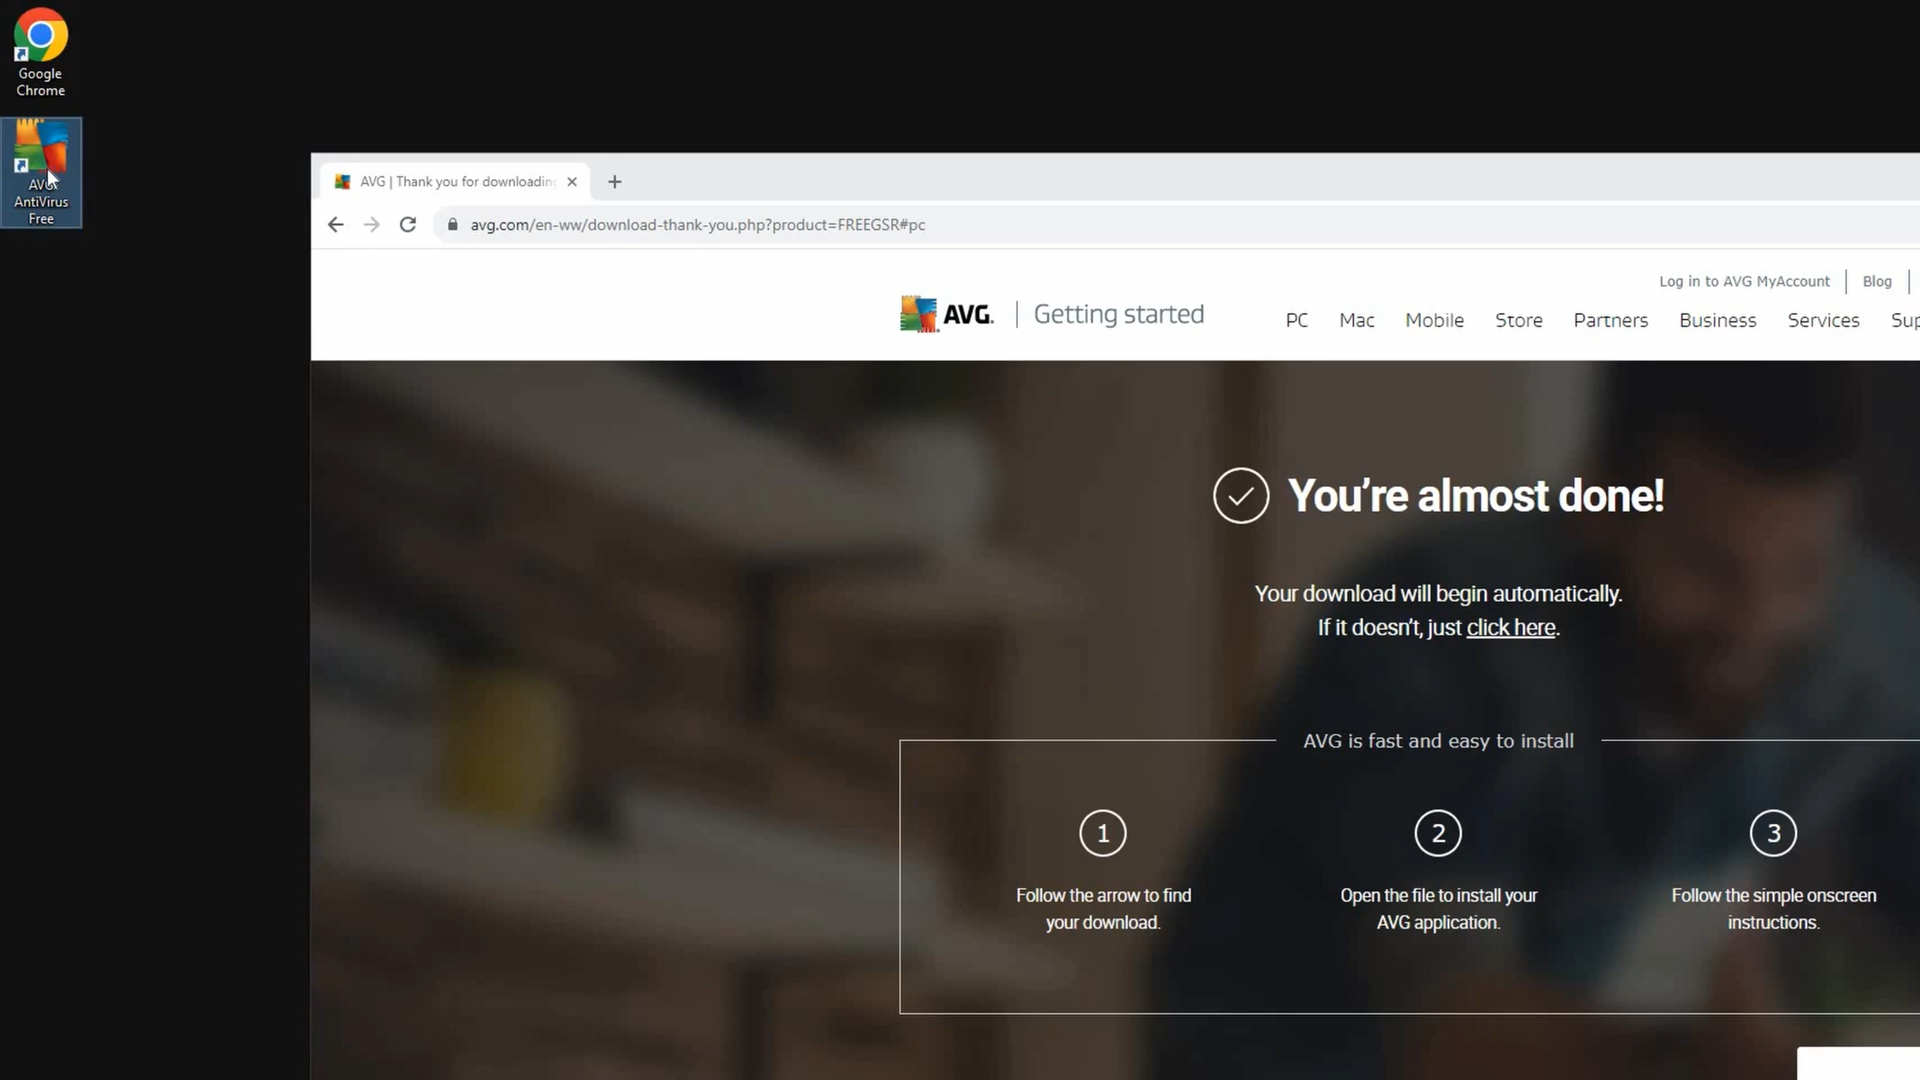 Google
Chrome
AVG
AntiVirus
Free
AVG | Thank you for downloading
avg.com/en-ww/download-thank-you.php?product=FREEGSR#pc
Log in to AVG MyAccount
Blog
AVG.
Getting started
PC
Mac
Mobile
Store
Partners
Business
Services
Sup
You're almost done!
Your download will begin automatically.
If it doesn't, just click here.
AVG is fast and easy to install
1
2
3
Follow the arrow to find
your download.
Open the file to install your
AVG application.
Follow the simple onscreen
instructions.